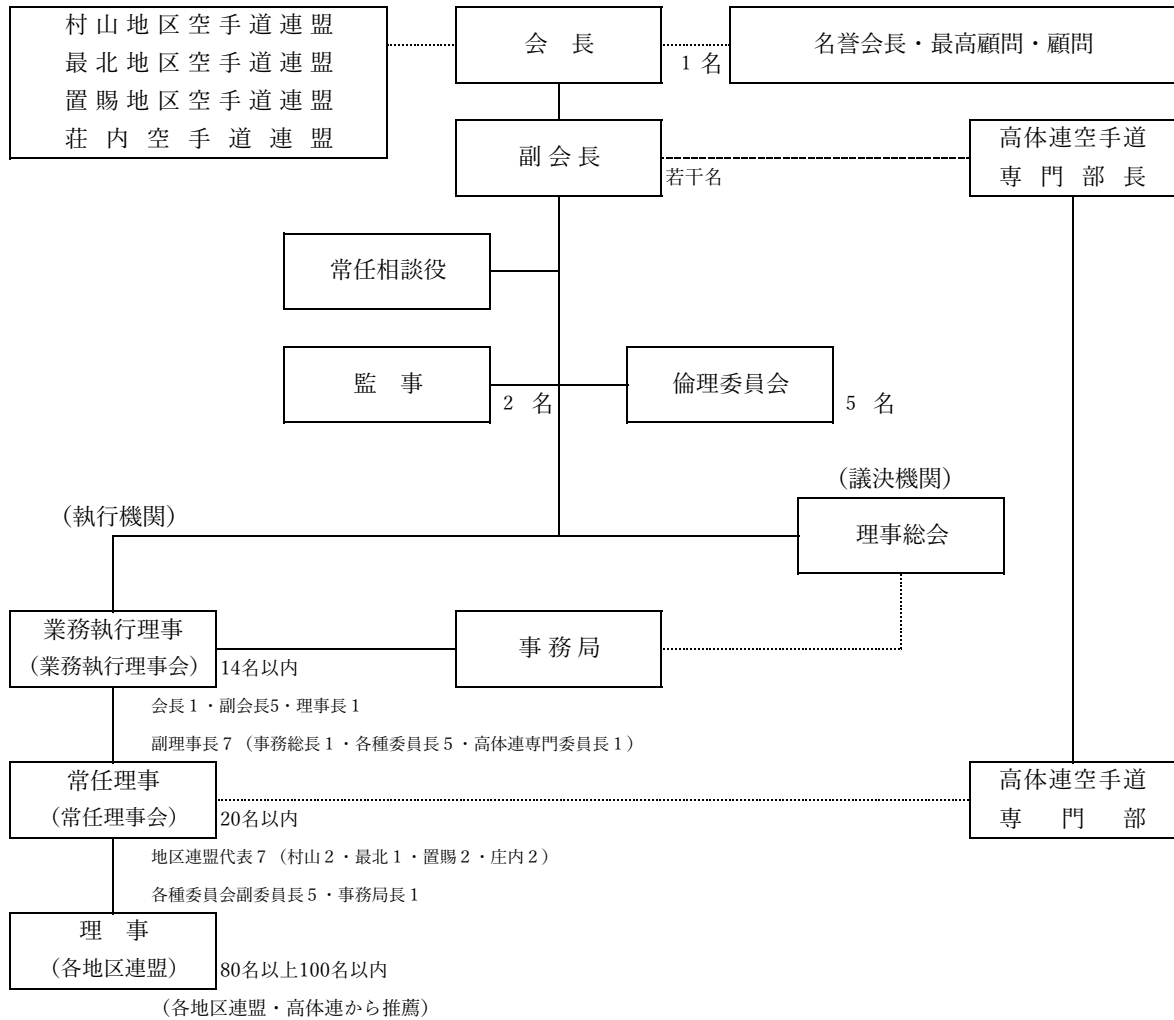 村山地区空手道連盟
最北地区空手道連盟
置賜地区空手道連盟
荘内空手道連盟
会　長
1 名
名誉会長・最高顧問・顧問
副会長
若干名
高体連空手道
専門部長
常任相談役
監　事
2 名
倫理委員会
5 名
(議決機関)
理事総会
(執行機関)
業務執行理事
(業務執行理事会)
14名以内
事務局
会長１・副会長5・理事長１
副理事長７（事務総長１・各種委員長５・高体連専門委員長１）
常任理事
(常任理事会)
20名以内
高体連空手道
専門部
地区連盟代表７（村山２・最北１・置賜２・庄内２）
各種委員会副委員長５・事務局長１
理　事
(各地区連盟)
80名以上100名以内
（各地区連盟・高体連から推薦）